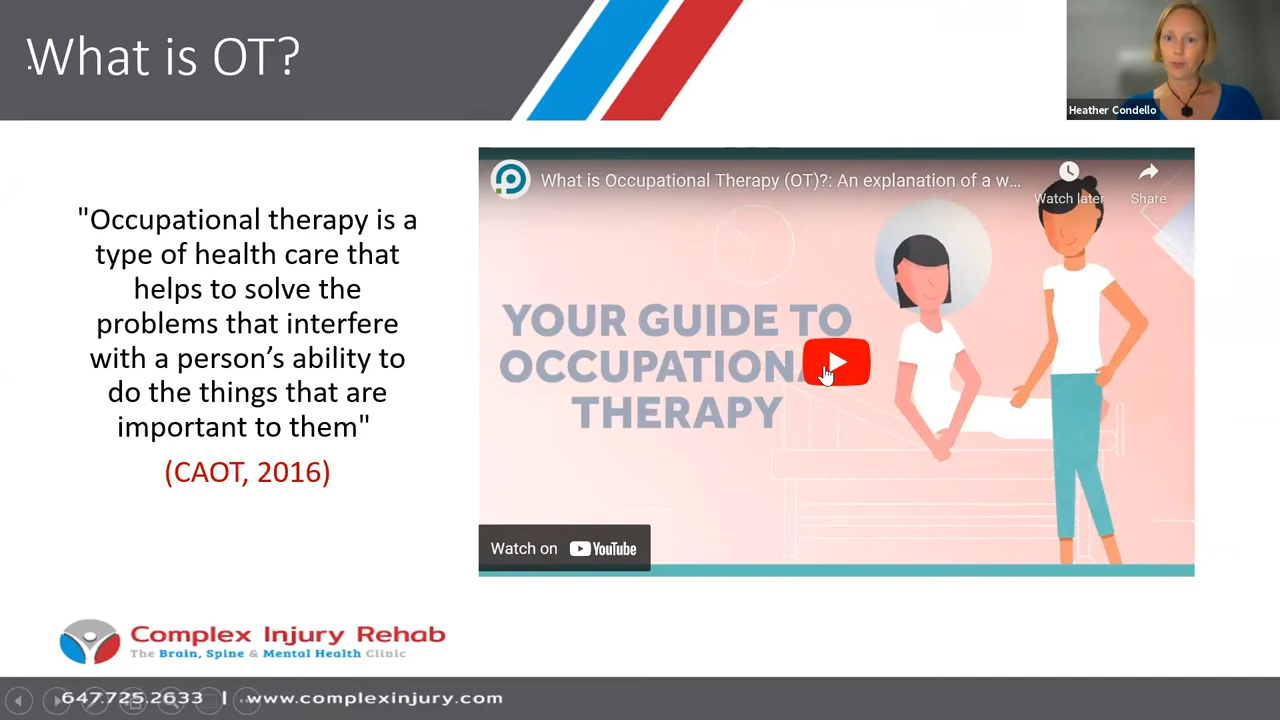 What is OT?
Heather Condello
"Occupational therapy is a
type of health care that
helps to solve the
problems that interfere
with a person’s ability to
do the things that are
important to them"
(CAOT, 2016)
What is Occupational Therapy (OT)?: An explanation of a w...
Watch later
Share
YOUR GUIDE TO
OCCUPATIONA
THERAPY
Watch on YouTube
Complex Injury Rehab
The Brain, Spine & Mental Health Clinic
647.725.2633 | www.complexinjury.com